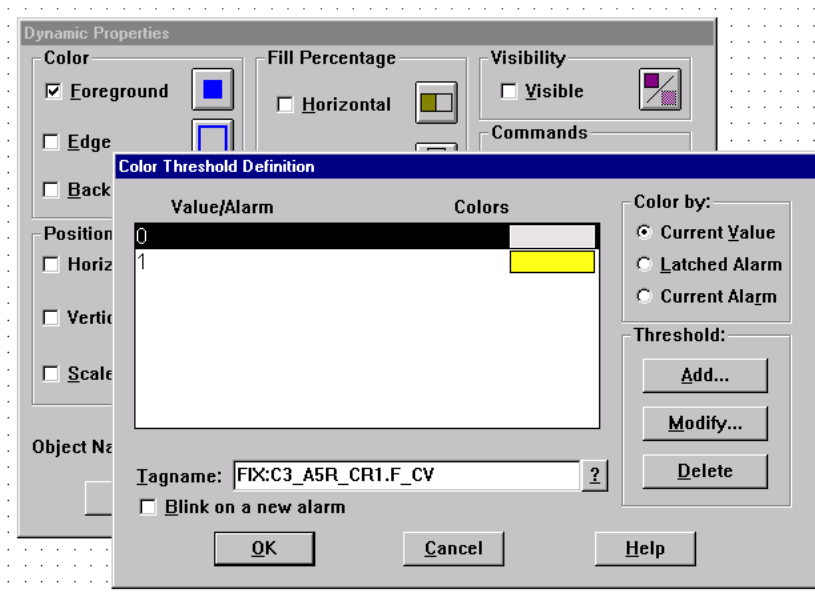 Dynamic Properties
Color
Foreground
Edge
Back
Fill Percentage
Horizontal
Visibility
Visible
Commands
Position
Horiz
Vertic
Scale
Object Na
Color Threshold Definition
Value/Alarm Colors
0
1
Color by:
Current Value
Latched Alarm
Current Alarm
Threshold:
Add...
Modify...
Delete
Tagname: FIX:C3_A5R_CR1.F_CV ?
Blink on a new alarm
OK Cancel Help